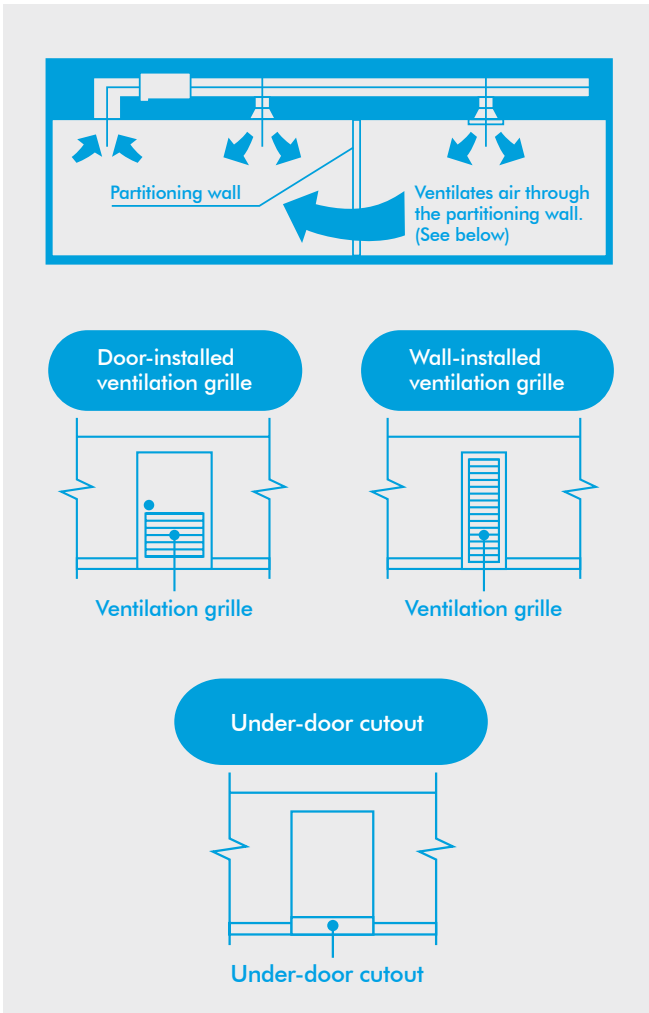 Partitioning wall
Ventilates air through
the partitioning wall.
(See below)
Door-installed
ventilation grille
Wall-installed
ventilation grille
Ventilation grille
Ventilation grille
Under-door cutout
Under-door cutout